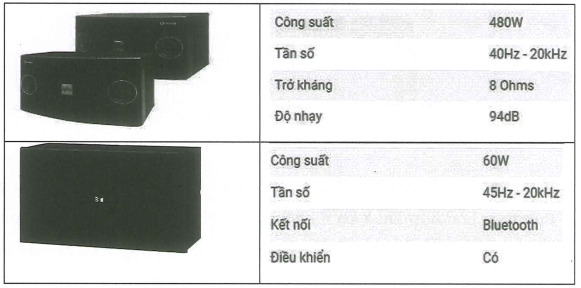 Công suất 480W
Tần số 40Hz - 20kHz
Trở kháng 8 Ohms
Độ nhạy 94dB
Công suất 60W
Tần số 45Hz - 20kHz
Kết nối Bluetooth
Điều khiển Có